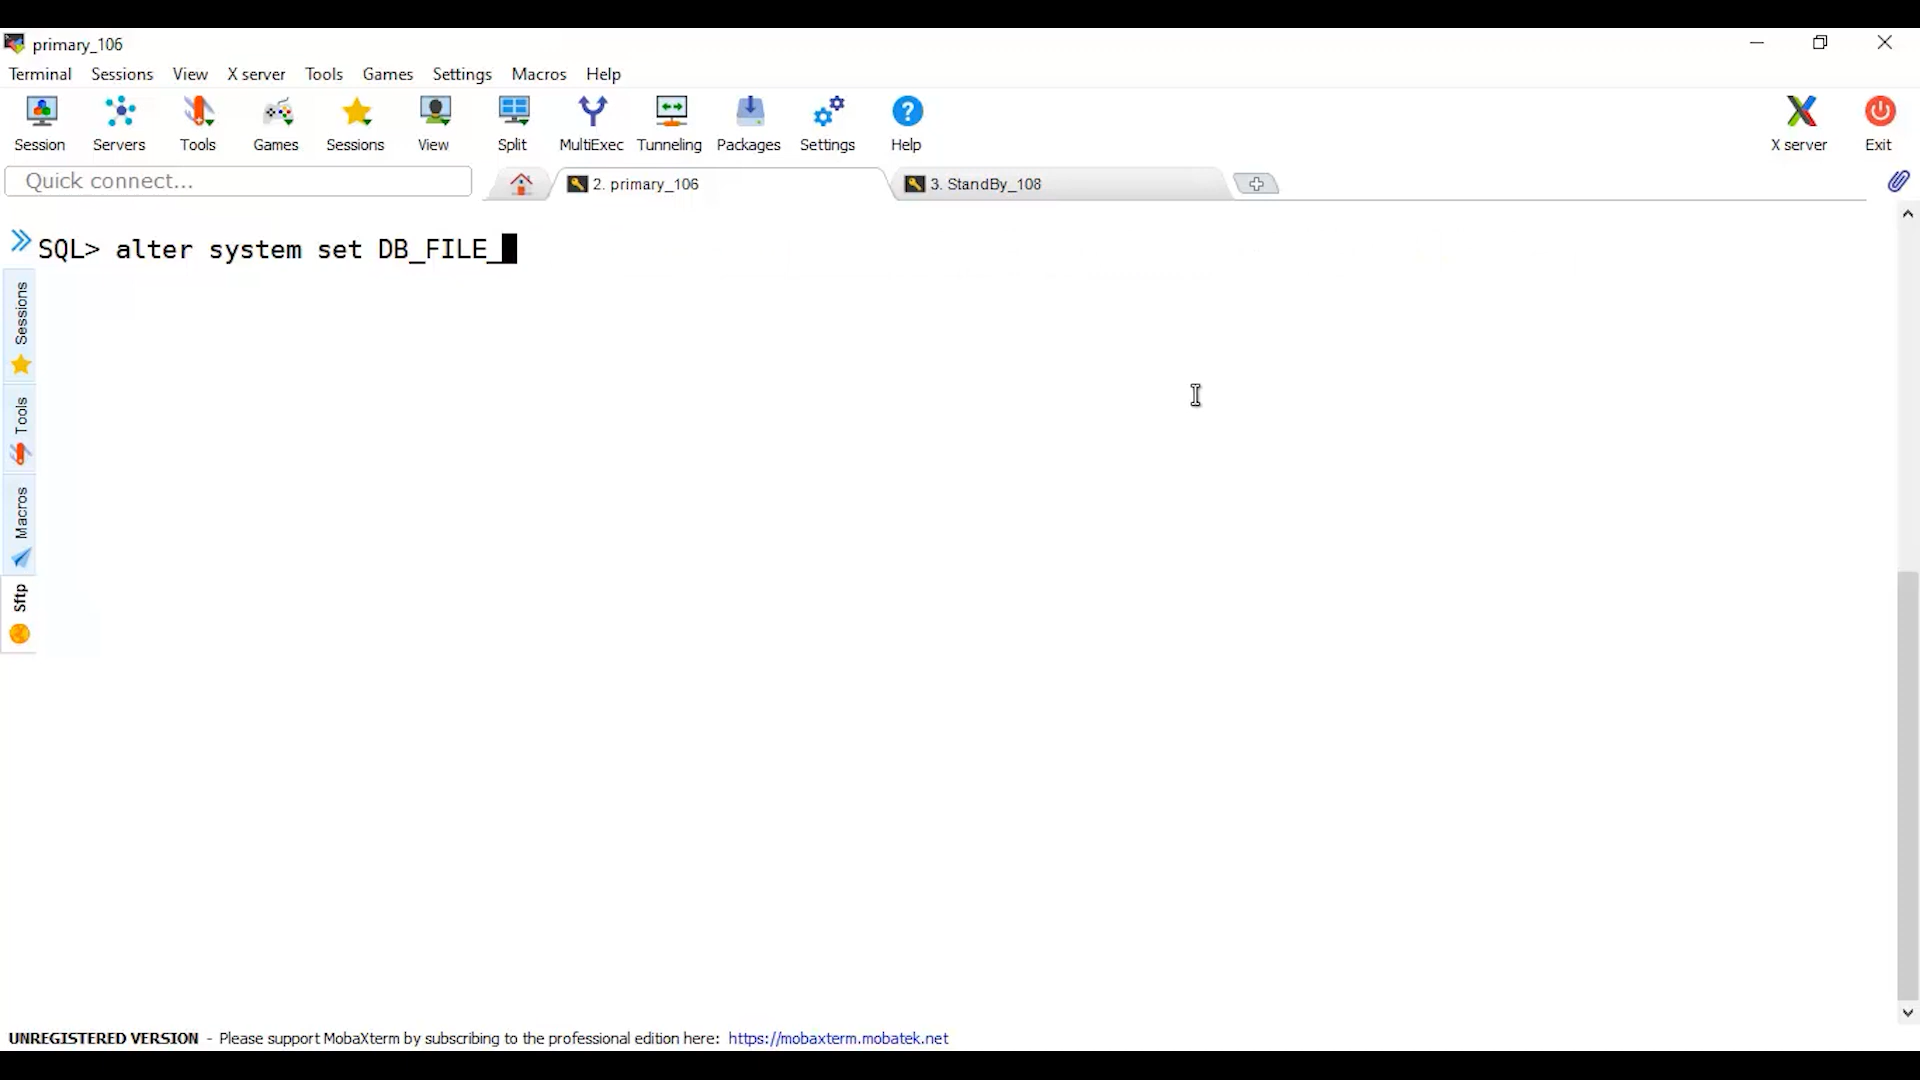 primary_106
Terminal Sessions View X server Tools Games Settings Macros Help
Session Servers Tools Games Sessions View Split MultiExec Tunneling Packages Settings Help X server Exit
Quick connect...
2. primary_106
3. StandBy_108
SQL> alter system set DB_FILE_
Sessions
Tools
Macros
Sftp
UNREGISTERED VERSION - Please support MobaXterm by subscribing to the professional edition here: https://mobaxterm.mobatek.net